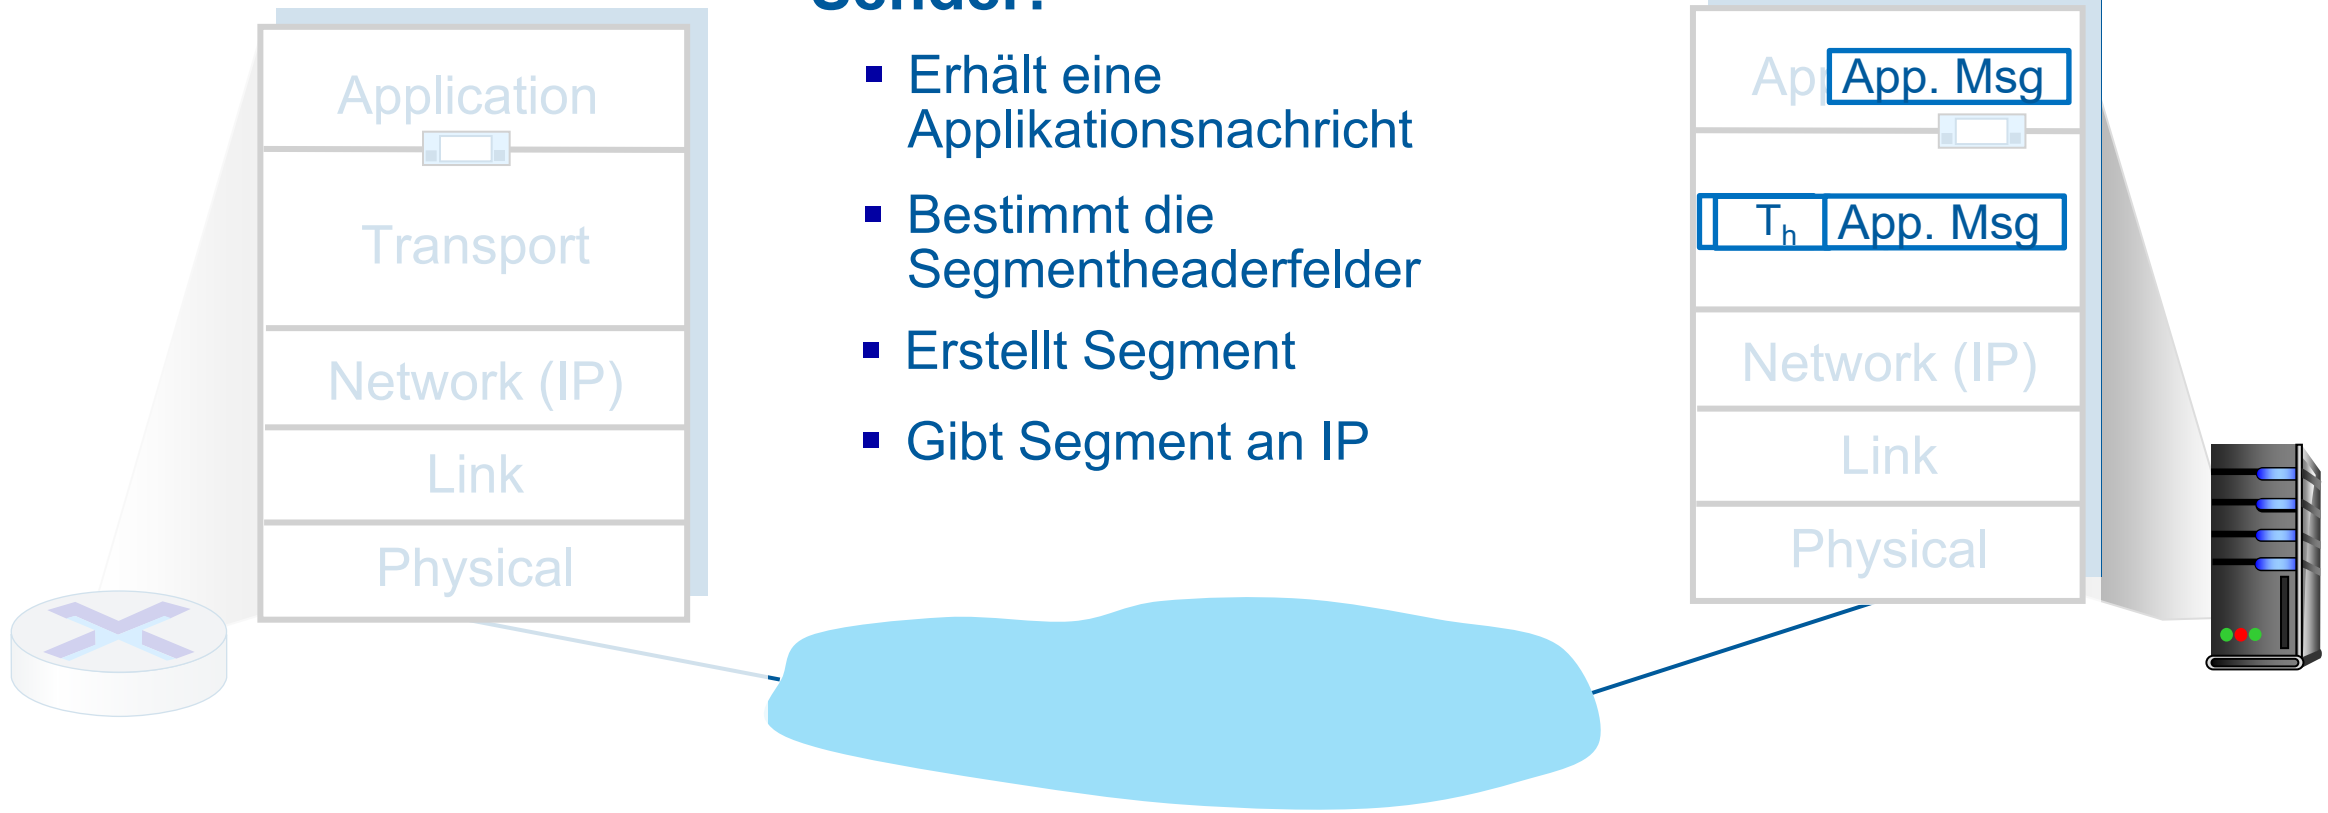 Sender:
Application
Transport
Network (IP)
Link
Physical
Erhält eine
Applikationsnachricht
Bestimmt die
Segmentheaderfelder
Erstellt Segment
Gibt Segment an IP
App. Msg
Th App. Msg
Network (IP)
Link
Physical